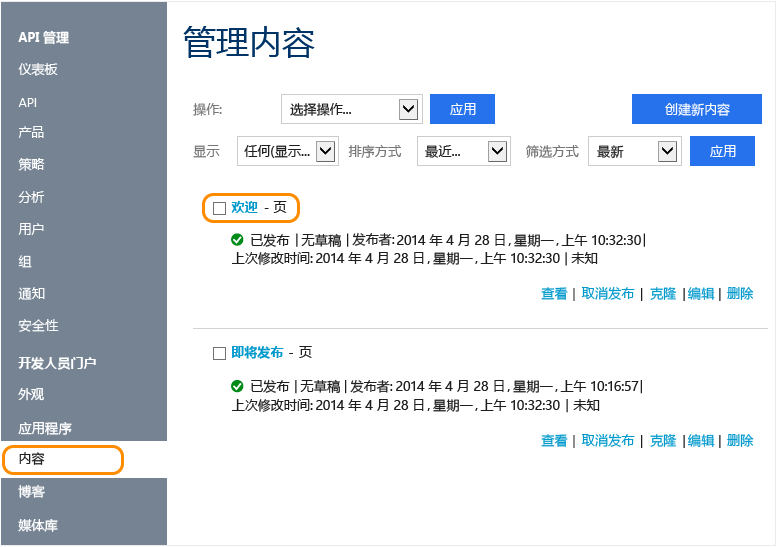 API 管理
仪表板
API
产品
策略
分析
用户
组
通知
安全性
开发人员门户
外观
应用程序
内容
博客
媒体库
管理内容
操作: 选择操作... 应用 创建新内容
显示 任何(显示... 排序方式 最近... 筛选方式 最新 应用
欢迎 - 页
已发布 | 无草稿 | 发布者: 2014 年 4 月 28 日, 星期一, 上午 10:32:30|
上次修改时间: 2014 年 4 月 28 日, 星期一, 上午 10:32:30 | 未知
查看 | 取消发布 | 克隆 | 编辑 | 删除
即将发布 - 页
已发布 | 无草稿 | 发布者: 2014 年 4 月 28 日, 星期一, 上午 10:16:57|
上次修改时间: 2014 年 4 月 28 日, 星期一, 上午 10:32:30 | 未知
查看 | 取消发布 | 克隆 | 编辑 | 删除